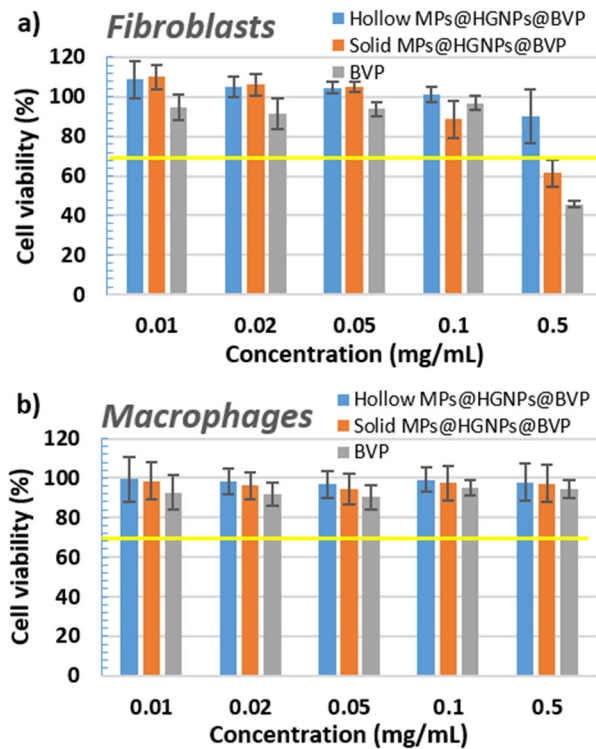 a) Fibroblasts
Hollow MPs@HGNPs@BVP
Solid MPs@HGNPs@BVP
BVP
Cell viability (%)
120
100
80
60
40
20
0
0.01 0.02 0.05 0.1 0.5
Concentration (mg/mL)
b) Macrophages
Hollow MPs@HGNPs@BVP
Solid MPs@HGNPs@BVP
BVP
Cell viability (%)
120
100
80
60
40
20
0
0.01 0.02 0.05 0.1 0.5
Concentration (mg/mL)